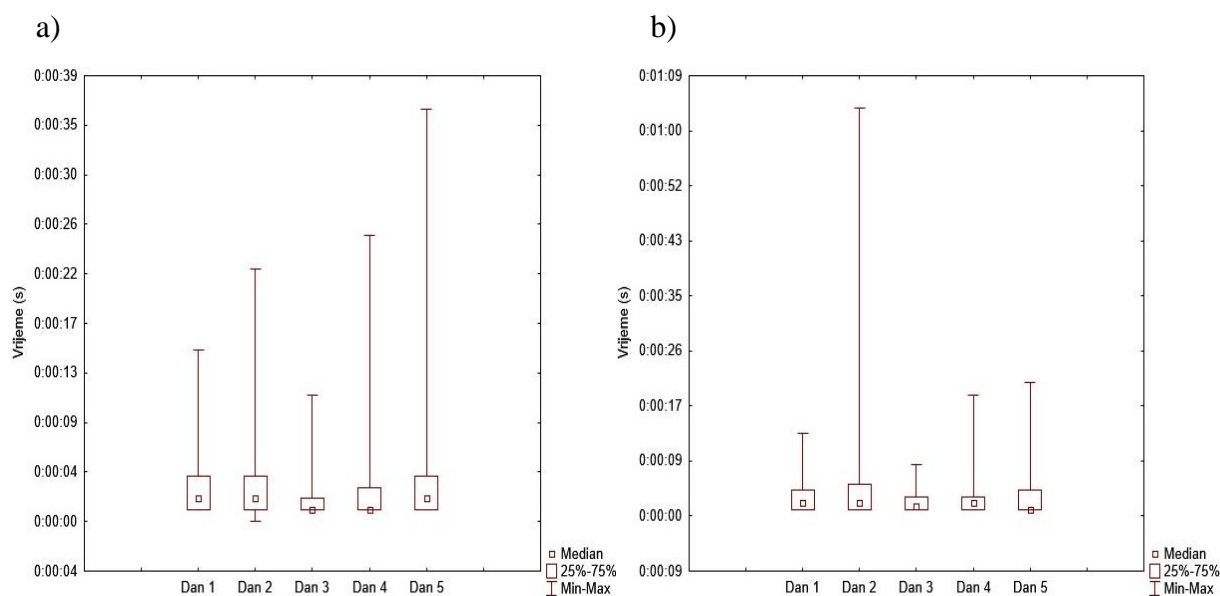 a)
0:00:39
0:00:35
0:00:30
0:00:26
0:00:22
0:00:17
0:00:13
0:00:09
0:00:04
0:00:00
0:00:04
Vrijeme (s)
Dan 1 Dan 2 Dan 3 Dan 4 Dan 5
Median
25%-75%
Min-Max
b)
0:01:09
0:01:00
0:00:52
0:00:43
0:00:35
0:00:26
0:00:17
0:00:09
0:00:00
0:00:09
Vrijeme (s)
Dan 1 Dan 2 Dan 3 Dan 4 Dan 5
Median
25%-75%
Min-Max